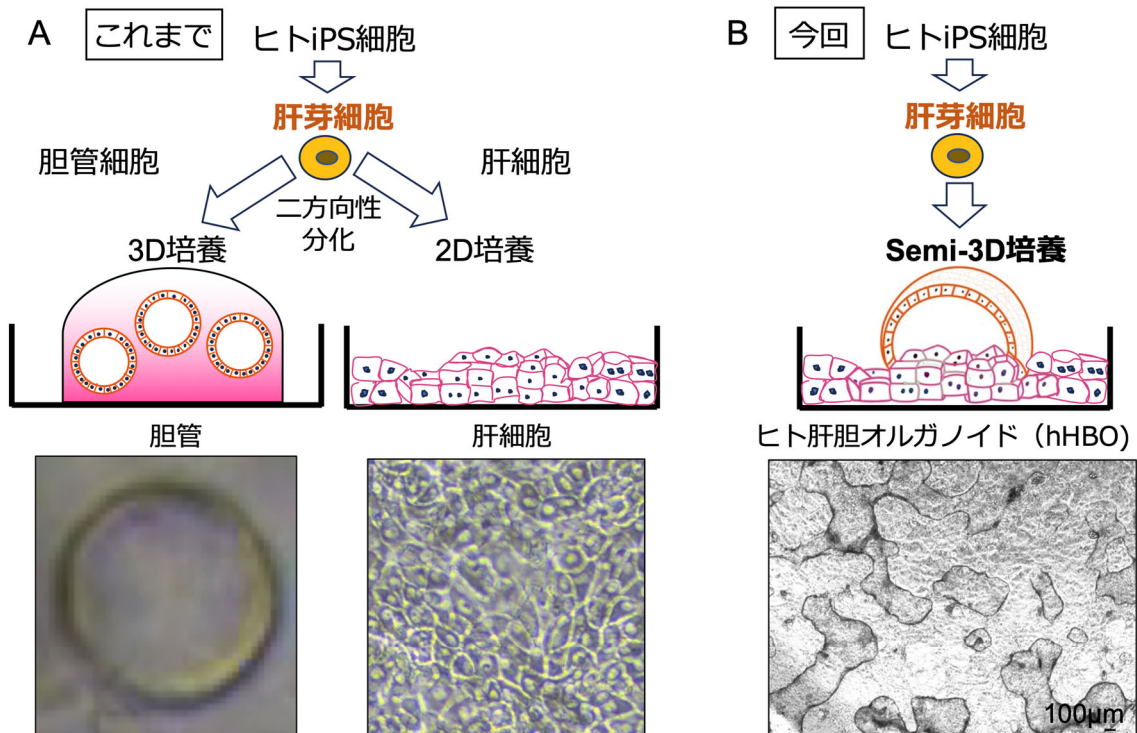 A
これまで
ヒトiPS細胞
肝芽細胞
胆管細胞
肝細胞
二方向性
分化
3D培養
2D培養
胆管
肝細胞
B
今回
ヒトiPS細胞
肝芽細胞
Semi-3D培養
ヒト肝胆オルガノイド（hHBO)
100μm